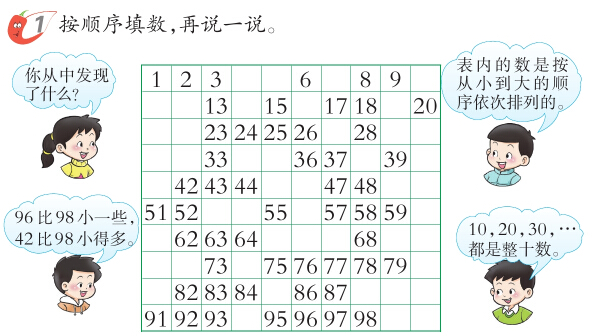 1 按顺序填数，再说一说。
你从中发现
了什么？
表内的数是按
从小到大的顺
序依次排列的。
1 2 3 6 8 9
13 15 17 18 20
23 24 25 26 28
33 36 37 39
42 43 44 47 48
51 52 55 57 58 59
62 63 64 68
73 75 76 77 78 79
82 83 84 86 87
91 92 93 95 96 97 98
96比98小一些，
42比98小得多。
10，20，30，…
都是整十数。